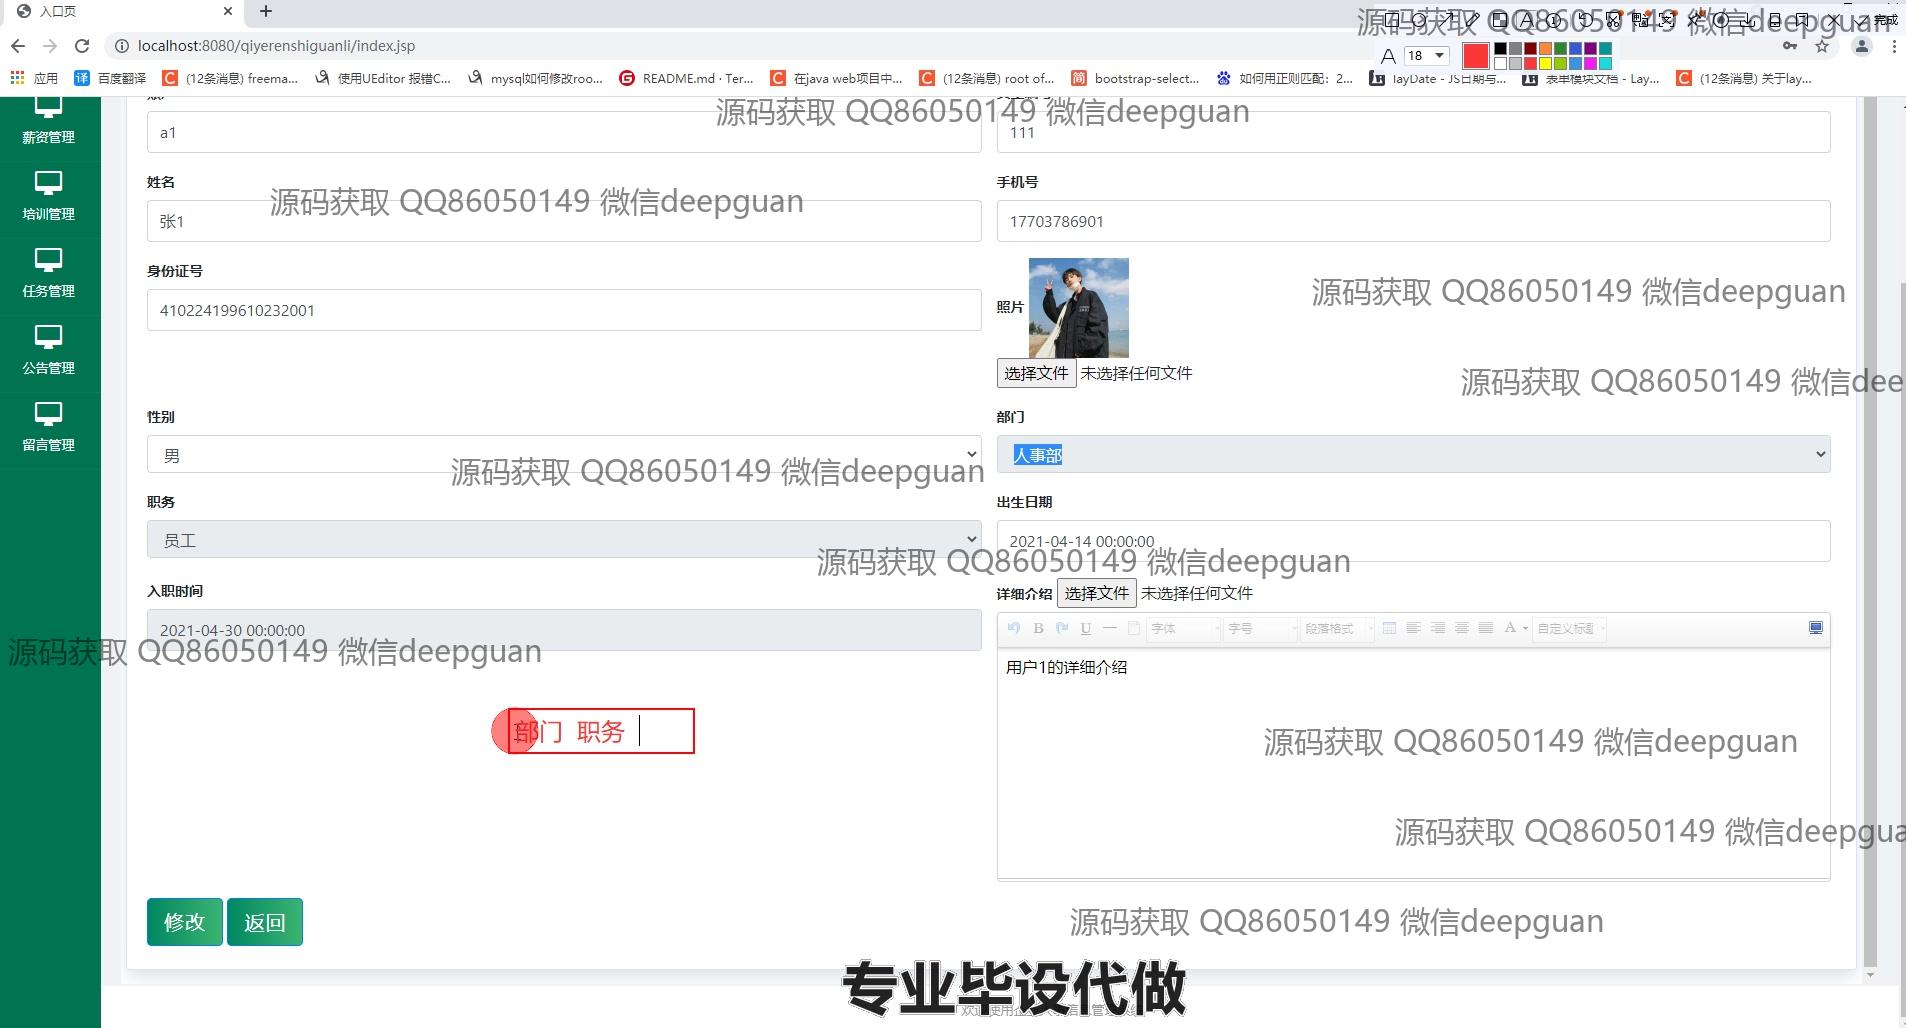 入口页
localhost:8080/qiyerenshiguanli/index.jsp
源码获取 QQ86050149 微信deepguan
完成
A 18
应用 百度翻译 (12条消息) freema... 使用UEditor 报错C... mysql如何修改roo... README.md · Ter... 在java web项目中... (12条消息) root of... bootstrap-select... 如何用正则匹配：2... layDate - JS日期与... 表单模块文档 - Lay... (12条消息) 关于lay...
源码获取 QQ86050149 微信deepguan
薪资管理
a1
111
培训管理
姓名
手机号
源码获取 QQ86050149 微信deepguan
张1
17703786901
任务管理
身份证号
410224199610232001
照片
源码获取 QQ86050149 微信deepguan
选择文件 未选择任何文件
公告管理
源码获取 QQ86050149 微信dee
性别
部门
留言管理
男
人事部
源码获取 QQ86050149 微信deepguan
职务
出生日期
员工
2021-04-14 00:00:00
源码获取 QQ86050149 微信deepguan
入职时间
详细介绍 选择文件 未选择任何文件
2021-04-30 00:00:00
B U 字体 字号 段落格式 A 自定义标题
源码获取 QQ86050149 微信deepguan
用户1的详细介绍
部门 职务
源码获取 QQ86050149 微信deepguan
源码获取 QQ86050149 微信deepgua
修改 返回
源码获取 QQ86050149 微信deepguan
专业毕设代做